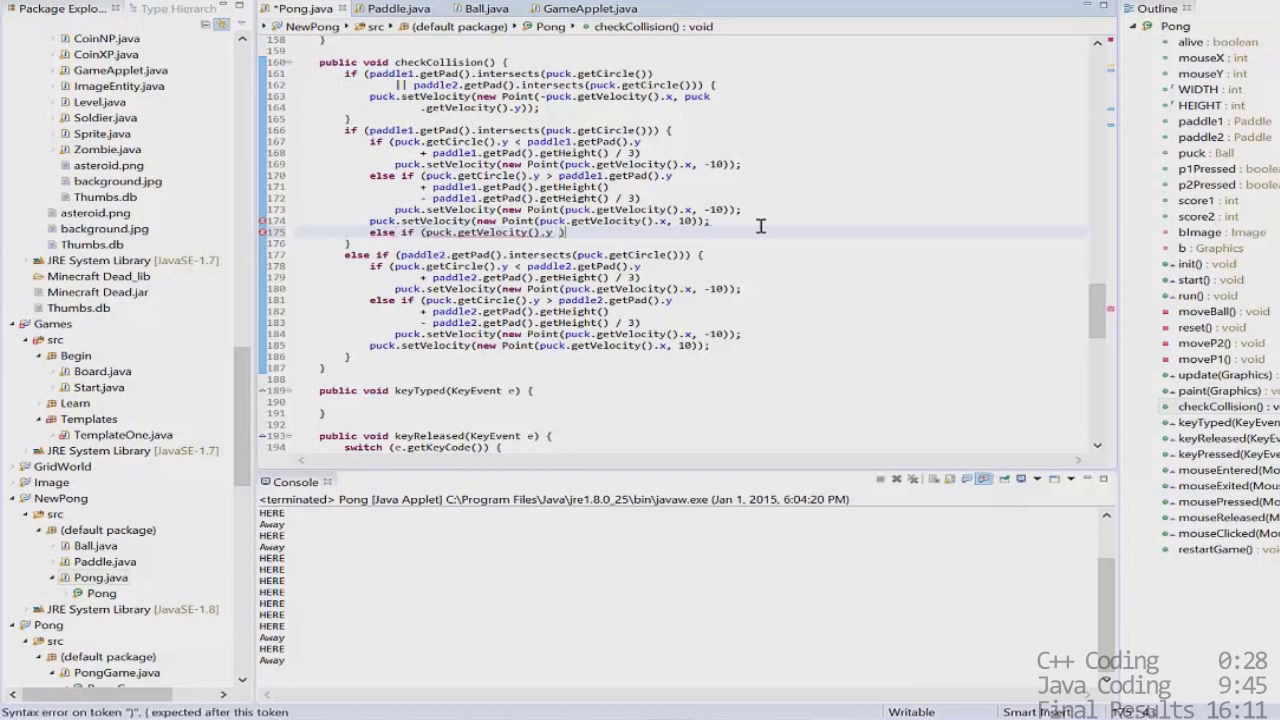 Package Explo...
Type Hierarch
*Pong.java
Paddle.java
Ball.java
GameApplet.java
Outline
NewPong
src
(default package)
Pong
checkCollision() : void
CoinNP.java
CoinXP.java
GameApplet.java
ImageEntity.java
Level.java
Soldier.java
Sprite.java
Zombie.java
asteroid.png
background.jpg
Thumbs.db
asteroid.png
background.jpg
Thumbs.db
JRE System Library [JavaSE-1.7]
Minecraft Dead_lib
Minecraft Dead.jar
Thumbs.db
Games
src
Begin
Board.java
Start.java
Learn
Templates
TemplateOne.java
JRE System Library [JavaSE-1.7]
GridWorld
Image
NewPong
src
(default package)
Ball.java
Paddle.java
Pong.java
Pong
JRE System Library [JavaSE-1.8]
Pong
src
(default package)
PongGame.java
158 }
159
160 public void checkCollision() {
161 if (paddle1.getPad().intersects(puck.getCircle())
162 || paddle2.getPad().intersects(puck.getCircle())) {
163 puck.setVelocity(new Point(-puck.getVelocity().x, puck
164 .getVelocity().y));
165 }
166 if (paddle1.getPad().intersects(puck.getCircle())) {
167 if (puck.getCircle().y < paddle1.getPad().y
168 + paddle1.getPad().getHeight() / 3)
169 puck.setVelocity(new Point(puck.getVelocity().x, -10));
170 else if (puck.getCircle().y > paddle1.getPad().y
171 + paddle1.getPad().getHeight()
172 - paddle1.getPad().getHeight() / 3)
173 puck.setVelocity(new Point(puck.getVelocity().x, -10));
174 puck.setVelocity(new Point(puck.getVelocity().x, 10));
175 else if (puck.getVelocity().y )
176 }
177 else if (paddle2.getPad().intersects(puck.getCircle())) {
178 if (puck.getCircle().y < paddle2.getPad().y
179 + paddle2.getPad().getHeight() / 3)
180 puck.setVelocity(new Point(puck.getVelocity().x, -10));
181 else if (puck.getCircle().y > paddle2.getPad().y
182 + paddle2.getPad().getHeight()
183 - paddle2.getPad().getHeight() / 3)
184 puck.setVelocity(new Point(puck.getVelocity().x, -10));
185 puck.setVelocity(new Point(puck.getVelocity().x, 10));
186 }
187 }
188
189 public void keyTyped(KeyEvent e) {
190
191 }
192
193 public void keyReleased(KeyEvent e) {
194 switch (e.getKeyCode()) {
Console
<terminated> Pong [Java Applet] C:\Program Files\Java\jre1.8.0_25\bin\javaw.exe (Jan 1, 2015, 6:04:20 PM)
HERE
Away
HERE
Away
HERE
HERE
HERE
HERE
HERE
HERE
HERE
Away
HERE
Away
Pong
alive : boolean
mouseX : int
mouseY : int
WIDTH : int
HEIGHT : int
paddle1 : Paddle
paddle2 : Paddle
puck : Ball
p1Pressed
p2Pressed
score1 : int
score2 : int
bImage : Image
b : Graphics
init() : void
start() : void
run() : void
moveBall() : void
reset() : void
moveP2() : void
moveP1() : void
update(Graphics)
paint(Graphics)
checkCollision() : v
keyTyped(KeyEvent
keyReleased(KeyE
keyPressed(KeyEv
mouseEntered(Mo
mouseExited(Mous
mousePressed(Mo
mouseReleased(M
mouseClicked(Mou
restartGame() : voi
C++ Coding 0:28
Java Coding 9:45
Final Results 16:11
Syntax error on token "}", { expected after this token
Writable
Smart Insert